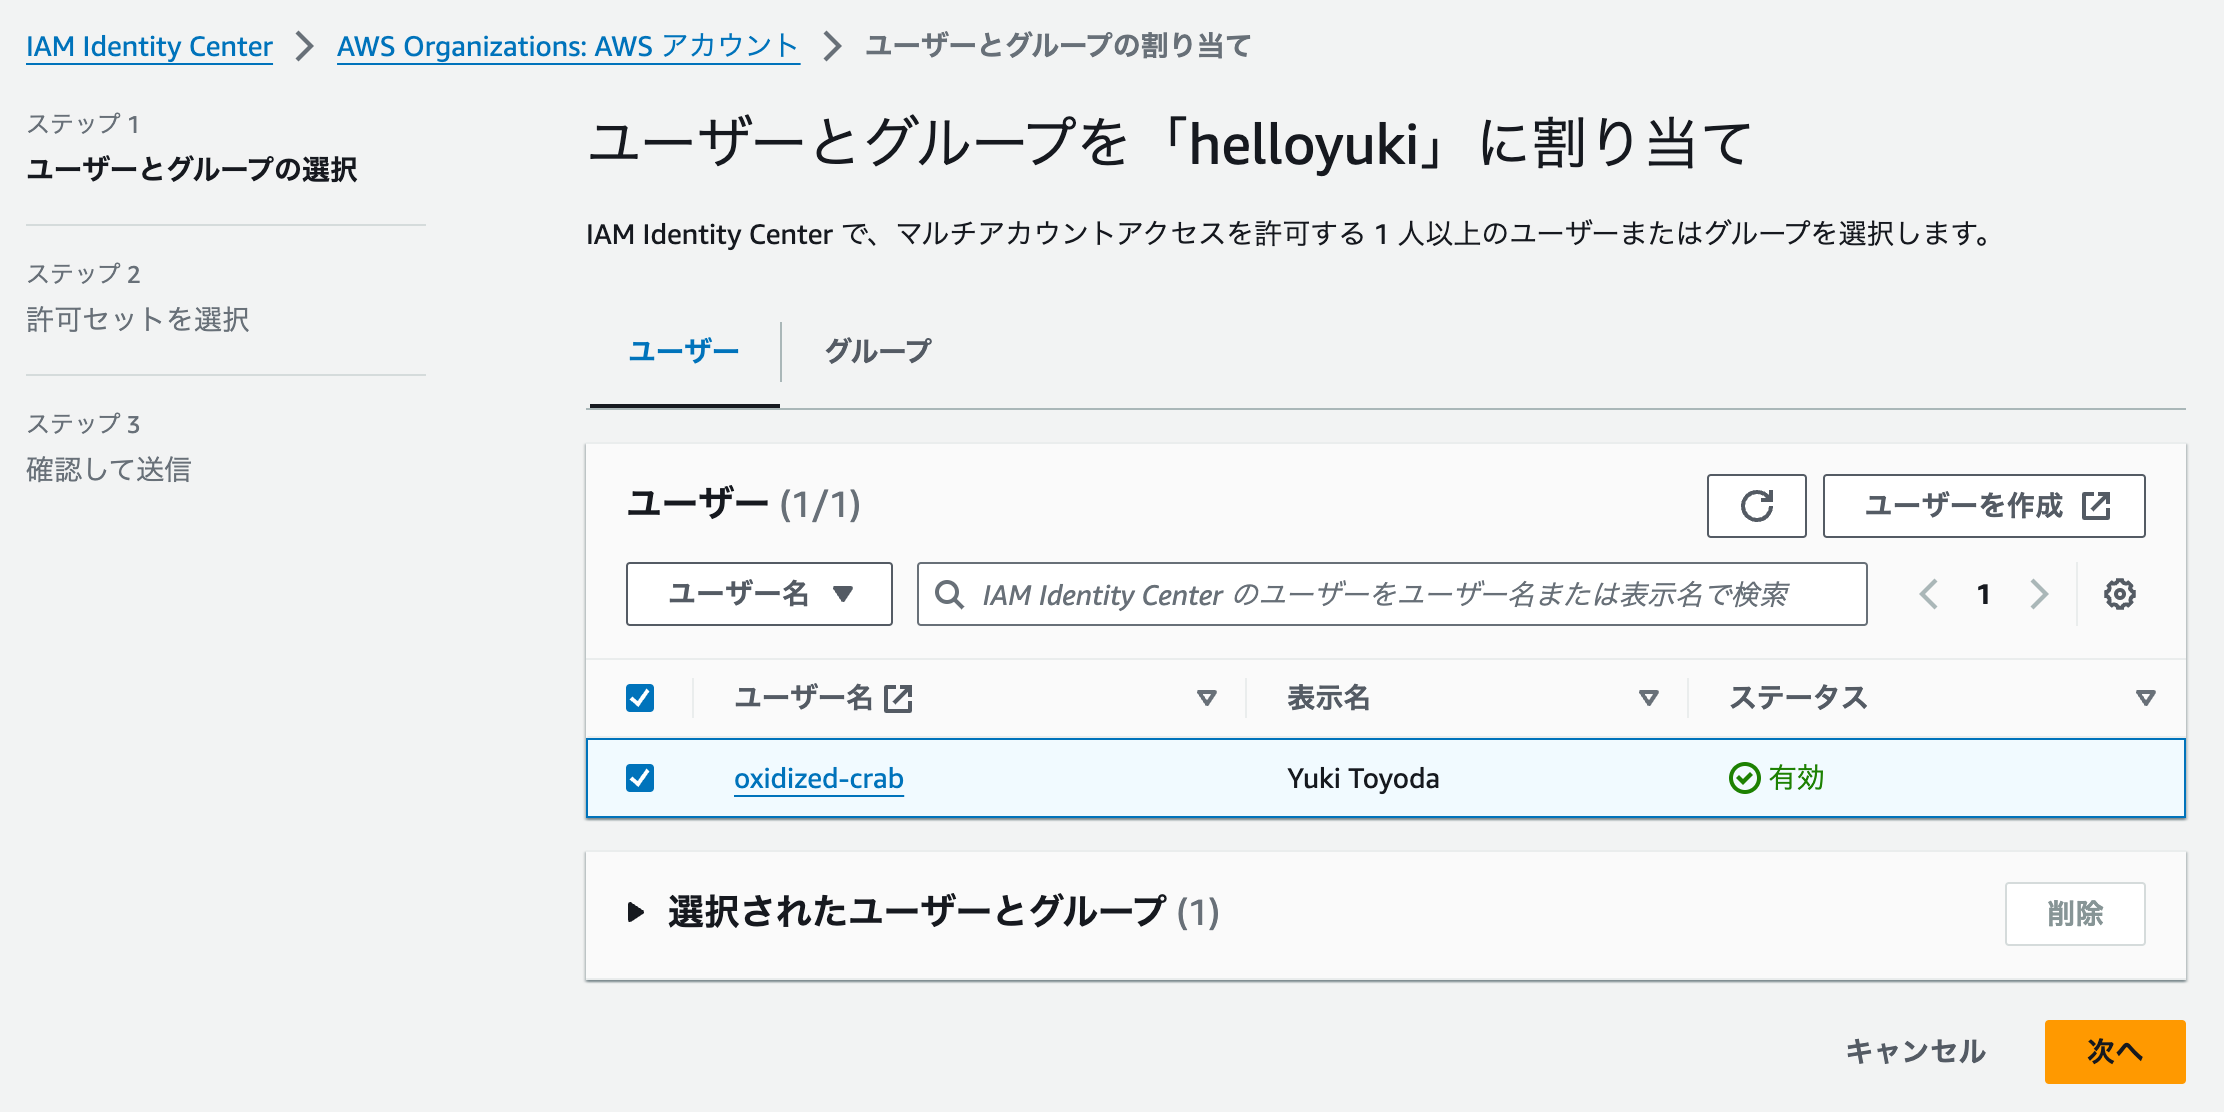 IAM Identity Center > AWS Organizations: AWS アカウント > ユーザーとグループの割り当て
ステップ 1
ユーザーとグループの選択
ステップ 2
許可セットを選択
ステップ 3
確認して送信
ユーザーとグループを「helloyuki」に割り当て
IAM Identity Center で、マルチアカウントアクセスを許可する 1 人以上のユーザーまたはグループを選択します。
ユーザー グループ
ユーザー (1/1) ユーザーを作成
ユーザー名 IAM Identity Center のユーザーをユーザー名または表示名で検索 1
ユーザー名 表示名 ステータス
oxidized-crab Yuki Toyoda 有効
選択されたユーザーとグループ (1) 削除
キャンセル 次へ